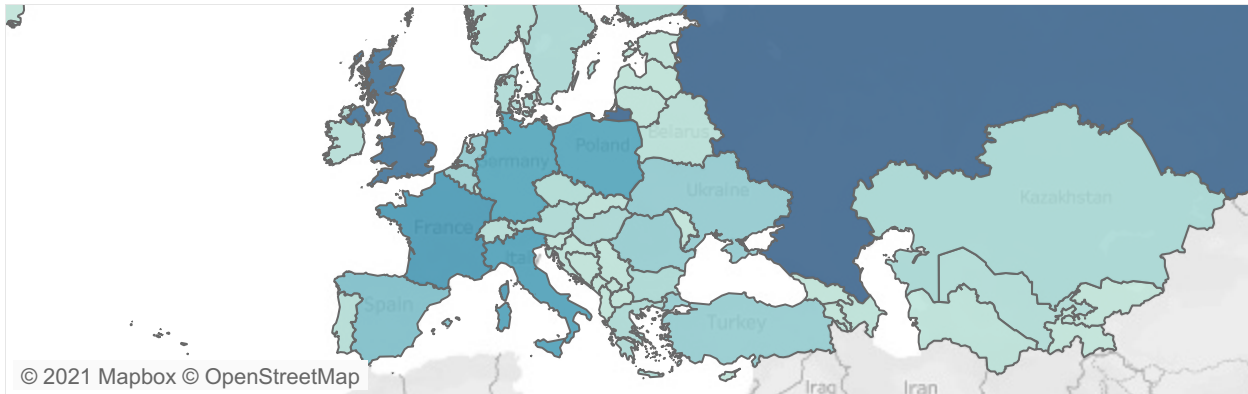 Belarus
Poland
Germany
Ukraine
Kazakhstan
France
Italy
Spain
Turkey
Iraq
Iran
© 2021 Mapbox © OpenStreetMap